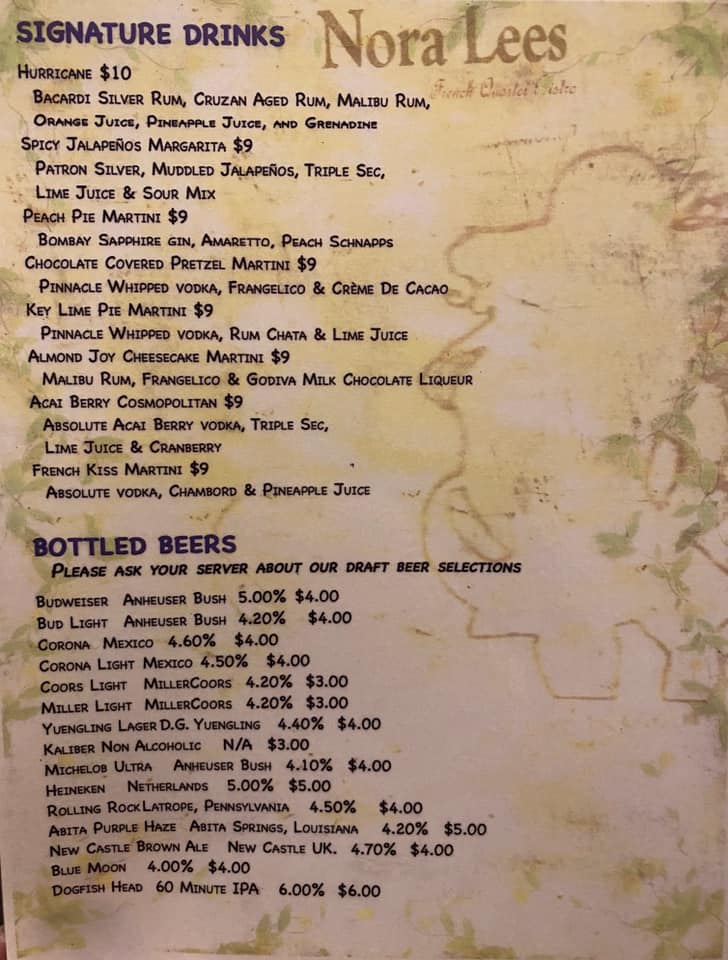 SIGNATURE DRINKS
Nora Lees
French Quarter Bistro
HURRICANE $10
BACARDI SILVER RUM, CRUZAN AGED RUM, MALIBU RUM,
ORANGE JUICE, PINEAPPLE JUICE, AND GRENADINE
SPICY JALAPEÑOS MARGARITA $9
PATRON SILVER, MUDDLED JALAPEÑOS, TRIPLE SEC,
LIME JUICE & SOUR MIX
PEACH PIE MARTINI $9
BOMBAY SAPPHIRE GIN, AMARETTO, PEACH SCHNAPPS
CHOCOLATE COVERED PRETZEL MARTINI $9
PINNACLE WHIPPED VODKA, FRANGELICO & CRÈME DE CACAO
KEY LIME PIE MARTINI $9
PINNACLE WHIPPED VODKA, RUM CHATA & LIME JUICE
ALMOND JOY CHEESECAKE MARTINI $9
MALIBU RUM, FRANGELICO & GODIVA MILK CHOCOLATE LIQUEUR
ACAI BERRY COSMOPOLITAN $9
ABSOLUTE ACAI BERRY VODKA, TRIPLE SEC,
LIME JUICE & CRANBERRY
FRENCH KISS MARTINI $9
ABSOLUTE VODKA, CHAMBORD & PINEAPPLE JUICE
BOTTLED BEERS
PLEASE ASK YOUR SERVER ABOUT OUR DRAFT BEER SELECTIONS
BUDWEISER ANHEUSER BUSH 5.00% $4.00
BUD LIGHT ANHEUSER BUSH 4.20% $4.00
CORONA MEXICO 4.60% $4.00
CORONA LIGHT MEXICO 4.50% $4.00
COORS LIGHT MILLERCOORS 4.20% $3.00
MILLER LIGHT MILLERCOORS 4.20% $3.00
YUENGLING LAGER D.G. YUENGLING 4.40% $4.00
KALIBER NON ALCOHOLIC N/A $3.00
MICHELOB ULTRA ANHEUSER BUSH 4.10% $4.00
HEINEKEN NETHERLANDS 5.00% $5.00
ROLLING ROCK LATROPE, PENNSYLVANIA 4.50% $4.00
ABITA PURPLE HAZE ABITA SPRINGS, LOUISIANA 4.20% $5.00
NEW CASTLE BROWN ALE NEW CASTLE UK. 4.70% $4.00
BLUE MOON 4.00% $4.00
DOGFISH HEAD 60 MINUTE IPA 6.00% $6.00